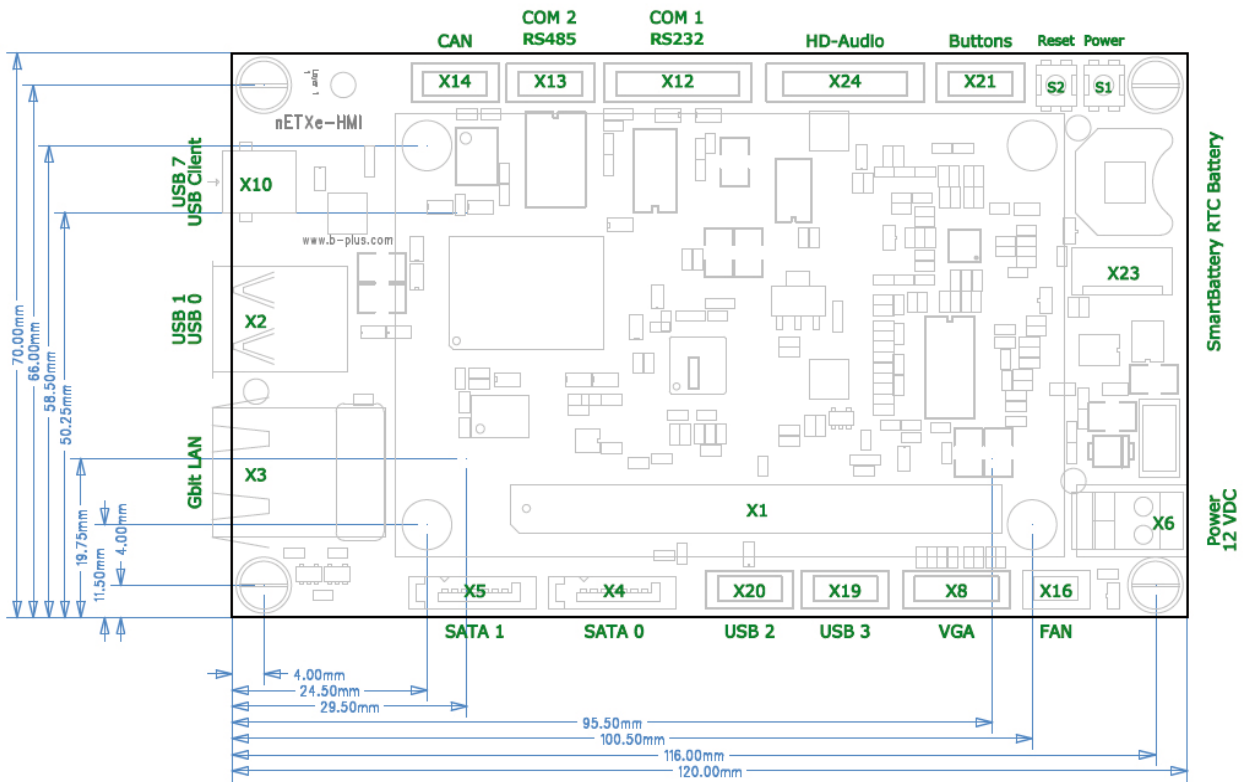 COM 2
RS485
COM 1
RS232
CAN
HD-Audio
Buttons
Reset
Power
X14
X13
X12
X24
X21
S2
S1
Layer 1
1
nETXe-HMI
USB 7
USB Client
X10
www.b-plus.com
USB 1
USB 0
X2
X23
SmartBattery RTC Battery
Gbit LAN
X3
X1
X6
Power
12 VDC
X5
X4
X20
X19
X8
X16
SATA 1
SATA 0
USB 2
USB 3
VGA
FAN
70.00mm
66.00mm
58.50mm
50.25mm
19.75mm
11.50mm
4.00mm
4.00mm
24.50mm
29.50mm
95.50mm
100.50mm
116.00mm
120.00mm